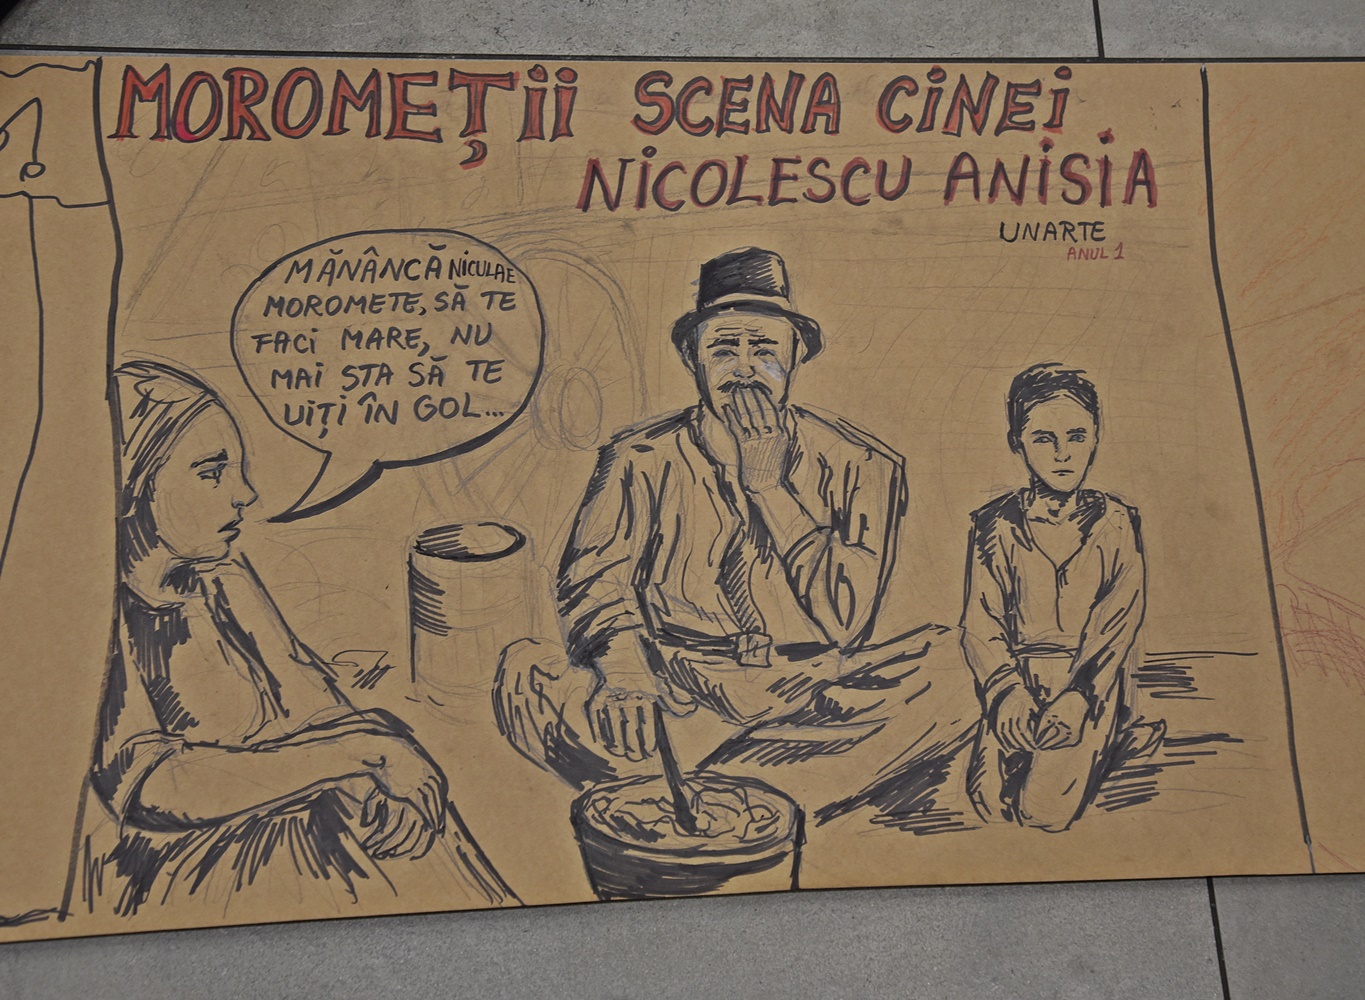 MOROMEȚii SCENA CiNEi
NiCOLESCU ANiSiA
UNARTE
ANUL 1
MĂNÂNCĂ NiCULAE
MOROMETE, SĂ TE
FACi MARE, NU
MAi STA SĂ TE
UiȚi ÎN GOL...